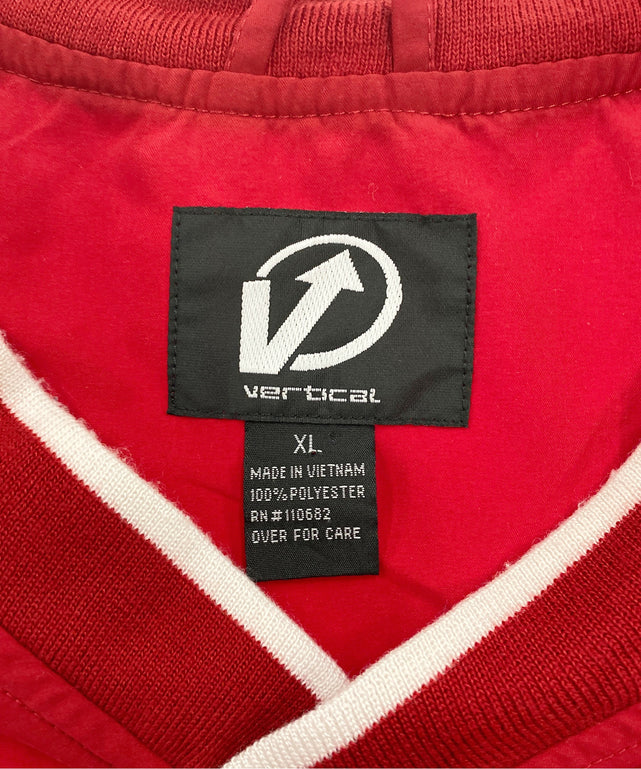 vertical
XL
MADE IN VIETNAM
100% POLYESTER
RN # 110682
OVER FOR CARE